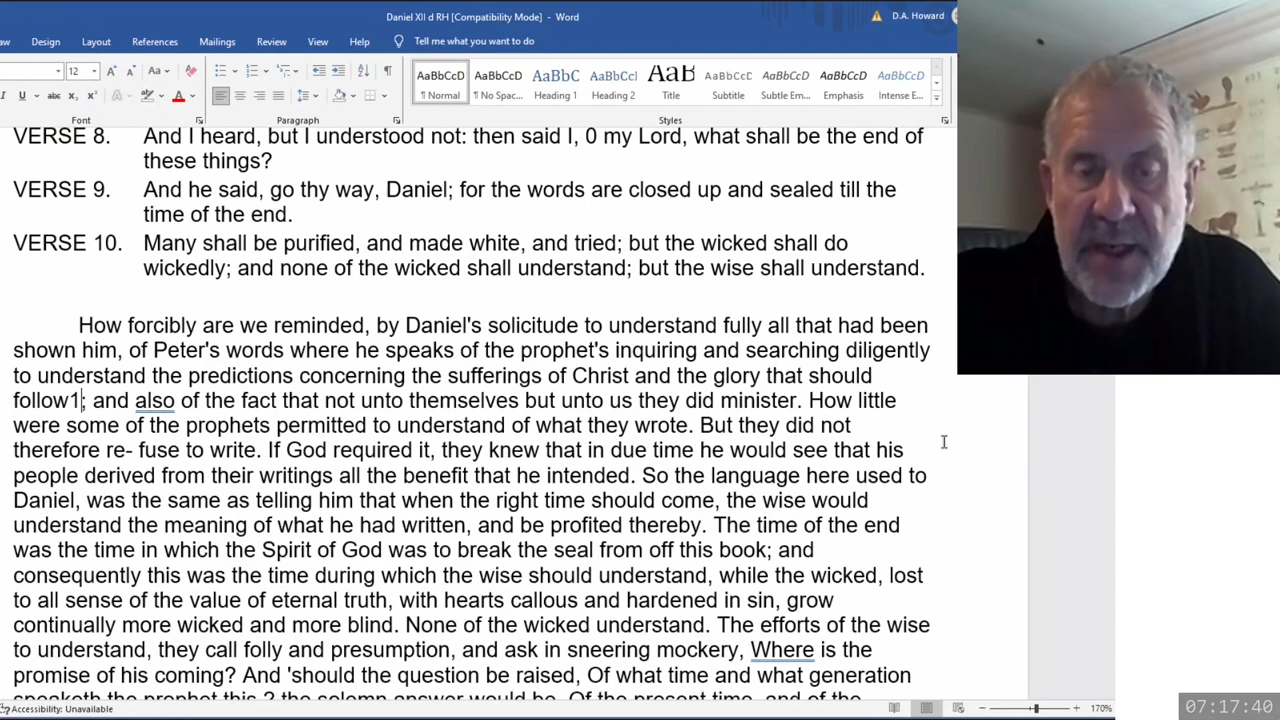 Daniel XII d RH [Compatibility Mode] - Word
D.A. Howard
aw Design Layout References Mailings Review View Help Tell me what you want to do
12 Aa
AaBbCcD AaBbCcD AaBbC AaBbCcI AaB AaBbCcD AaBbCcD AaBbCcD AaBbCcD
¶ Normal ¶ No Spac... Heading 1 Heading 2 Title Subtitle Subtle Em... Emphasis Intense E...
Font Paragraph Styles
VERSE 8. And I heard, but I understood not: then said I, 0 my Lord, what shall be the end of
these things?
VERSE 9. And he said, go thy way, Daniel; for the words are closed up and sealed till the
time of the end.
VERSE 10. Many shall be purified, and made white, and tried; but the wicked shall do
wickedly; and none of the wicked shall understand; but the wise shall understand.
How forcibly are we reminded, by Daniel's solicitude to understand fully all that had been
shown him, of Peter's words where he speaks of the prophet's inquiring and searching diligently
to understand the predictions concerning the sufferings of Christ and the glory that should
follow1; and also of the fact that not unto themselves but unto us they did minister. How little
were some of the prophets permitted to understand of what they wrote. But they did not
therefore re- fuse to write. If God required it, they knew that in due time he would see that his
people derived from their writings all the benefit that he intended. So the language here used to
Daniel, was the same as telling him that when the right time should come, the wise would
understand the meaning of what he had written, and be profited thereby. The time of the end
was the time in which the Spirit of God was to break the seal from off this book; and
consequently this was the time during which the wise should understand, while the wicked, lost
to all sense of the value of eternal truth, with hearts callous and hardened in sin, grow
continually more wicked and more blind. None of the wicked understand. The efforts of the wise
to understand, they call folly and presumption, and ask in sneering mockery, Where is the
promise of his coming? And 'should the question be raised, Of what time and what generation
speaketh the prophet this ? the solemn answer would be, Of the present time, and of the
Accessibility: Unavailable
170%
07:17:40